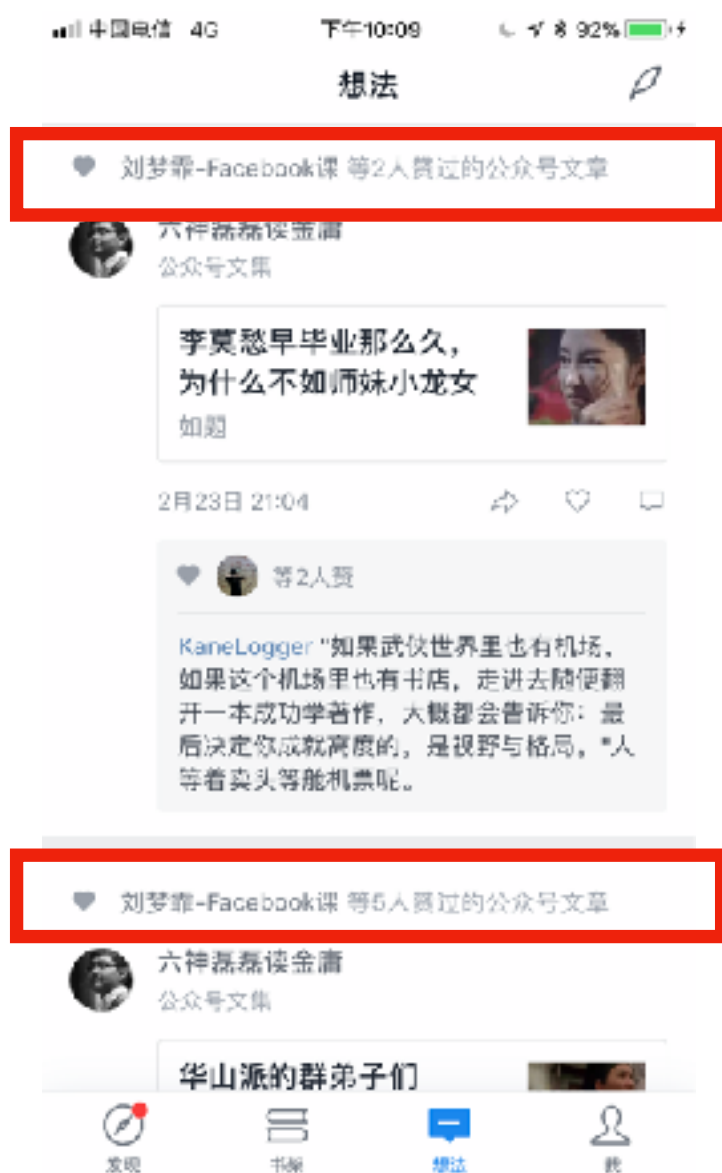 中国电信 4G 下午10:09 92%
想法
刘梦霏-Facebook课 等2人赞过的公众号文章
六神磊磊读金庸
公众号文集
李莫愁早毕业那么久，
为什么不如师妹小龙女
如题
2月23日 21:04
等2人赞
KaneLogger "如果武侠世界里也有机场，
如果这个机场里也有书店，走进去随便翻
开一本成功学著作，大概都会告诉你：最
后决定你成就高度的，是视野与格局，"人
等着卖头等舱机票呢。
刘梦霏-Facebook课 等5人赞过的公众号文章
六神磊磊读金庸
公众号文集
华山派的群弟子们
发现 书架 想法 我